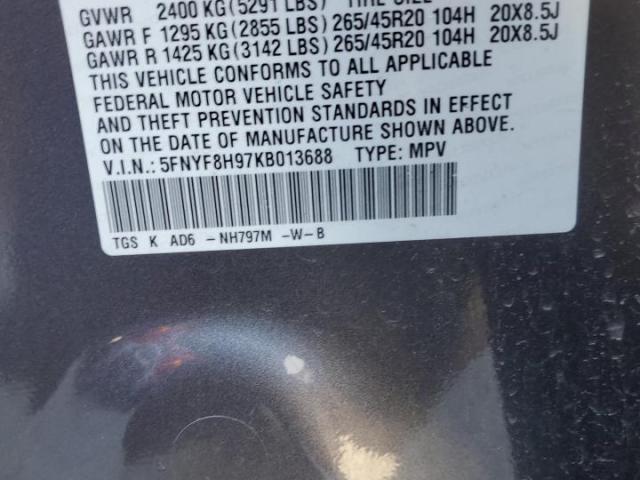 GVWR 2400 KG (5291 LBS) TIRE SIZE
GAWR F 1295 KG (2855 LBS) 265/45R20 104H 20X8.5J
GAWR R 1425 KG (3142 LBS) 265/45R20 104H 20X8.5J
THIS VEHICLE CONFORMS TO ALL APPLICABLE
FEDERAL MOTOR VEHICLE SAFETY
AND THEFT PREVENTION STANDARDS IN EFFECT
ON THE DATE OF MANUFACTURE SHOWN ABOVE.
V.I.N.: 5FNYF8H97KB013688 TYPE: MPV
TGS K AD6 -NH797M -W-B